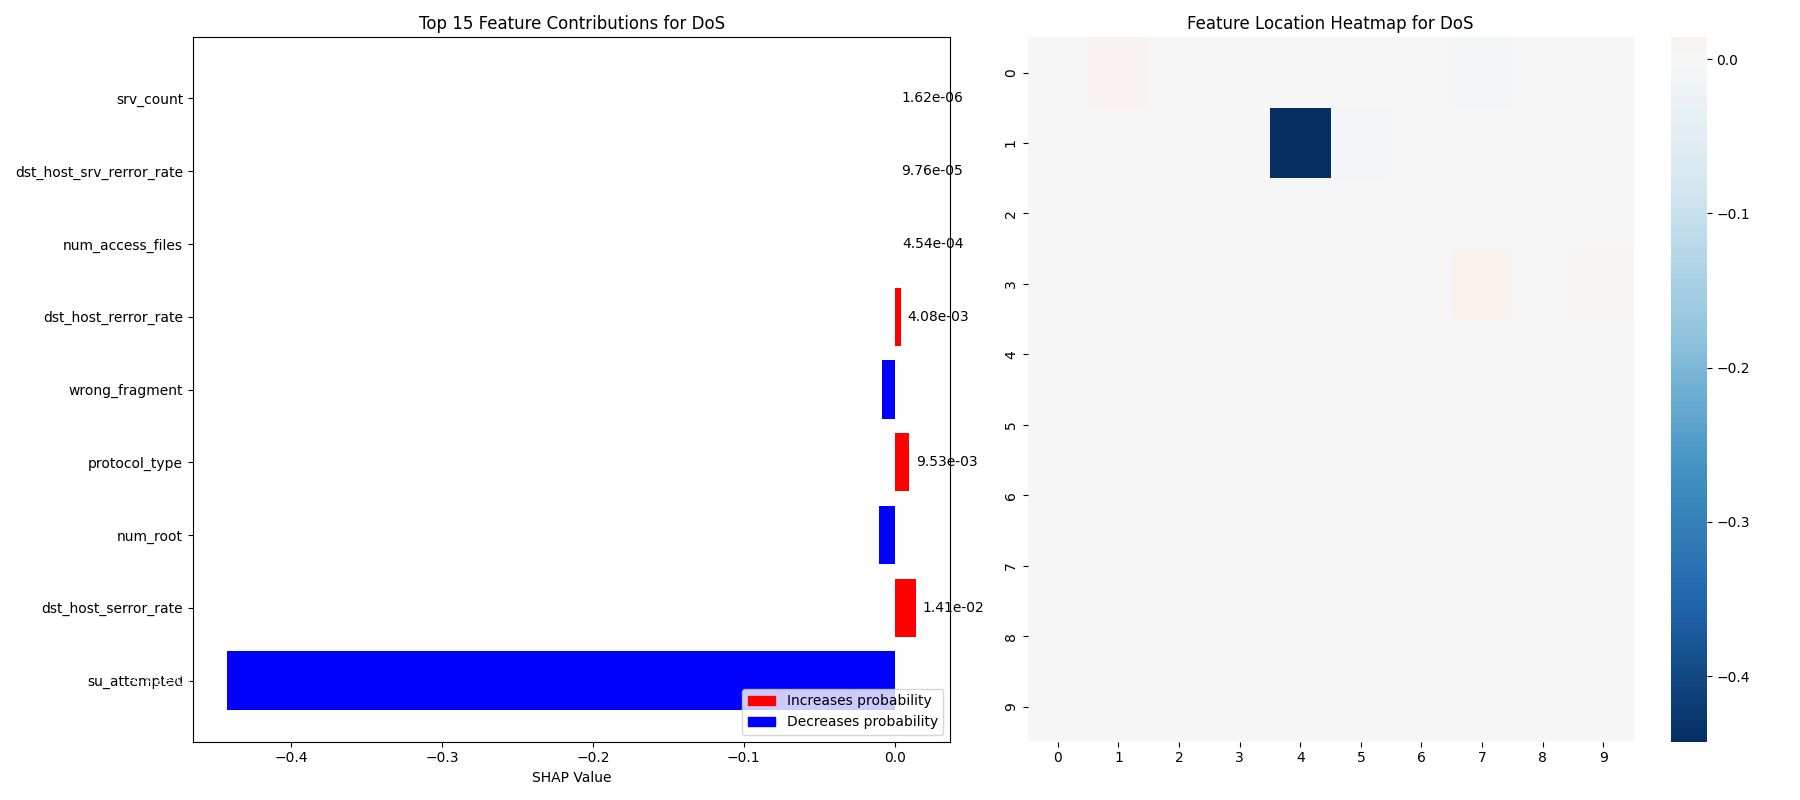 Top 15 Feature Contributions for DoS
srv_count 1.62e-06
dst_host_srv_rerror_rate 9.76e-05
num_access_files 4.54e-04
dst_host_rerror_rate 4.08e-03
wrong_fragment
protocol_type 9.53e-03
num_root
dst_host_serror_rate 1.41e-02
su_attempted
Increases probability
Decreases probability
−0.4 −0.3 −0.2 −0.1 0.0
SHAP Value
Feature Location Heatmap for DoS
0
1
2
3
4
5
6
7
8
9
0 1 2 3 4 5 6 7 8 9
0.0
−0.1
−0.2
−0.3
−0.4